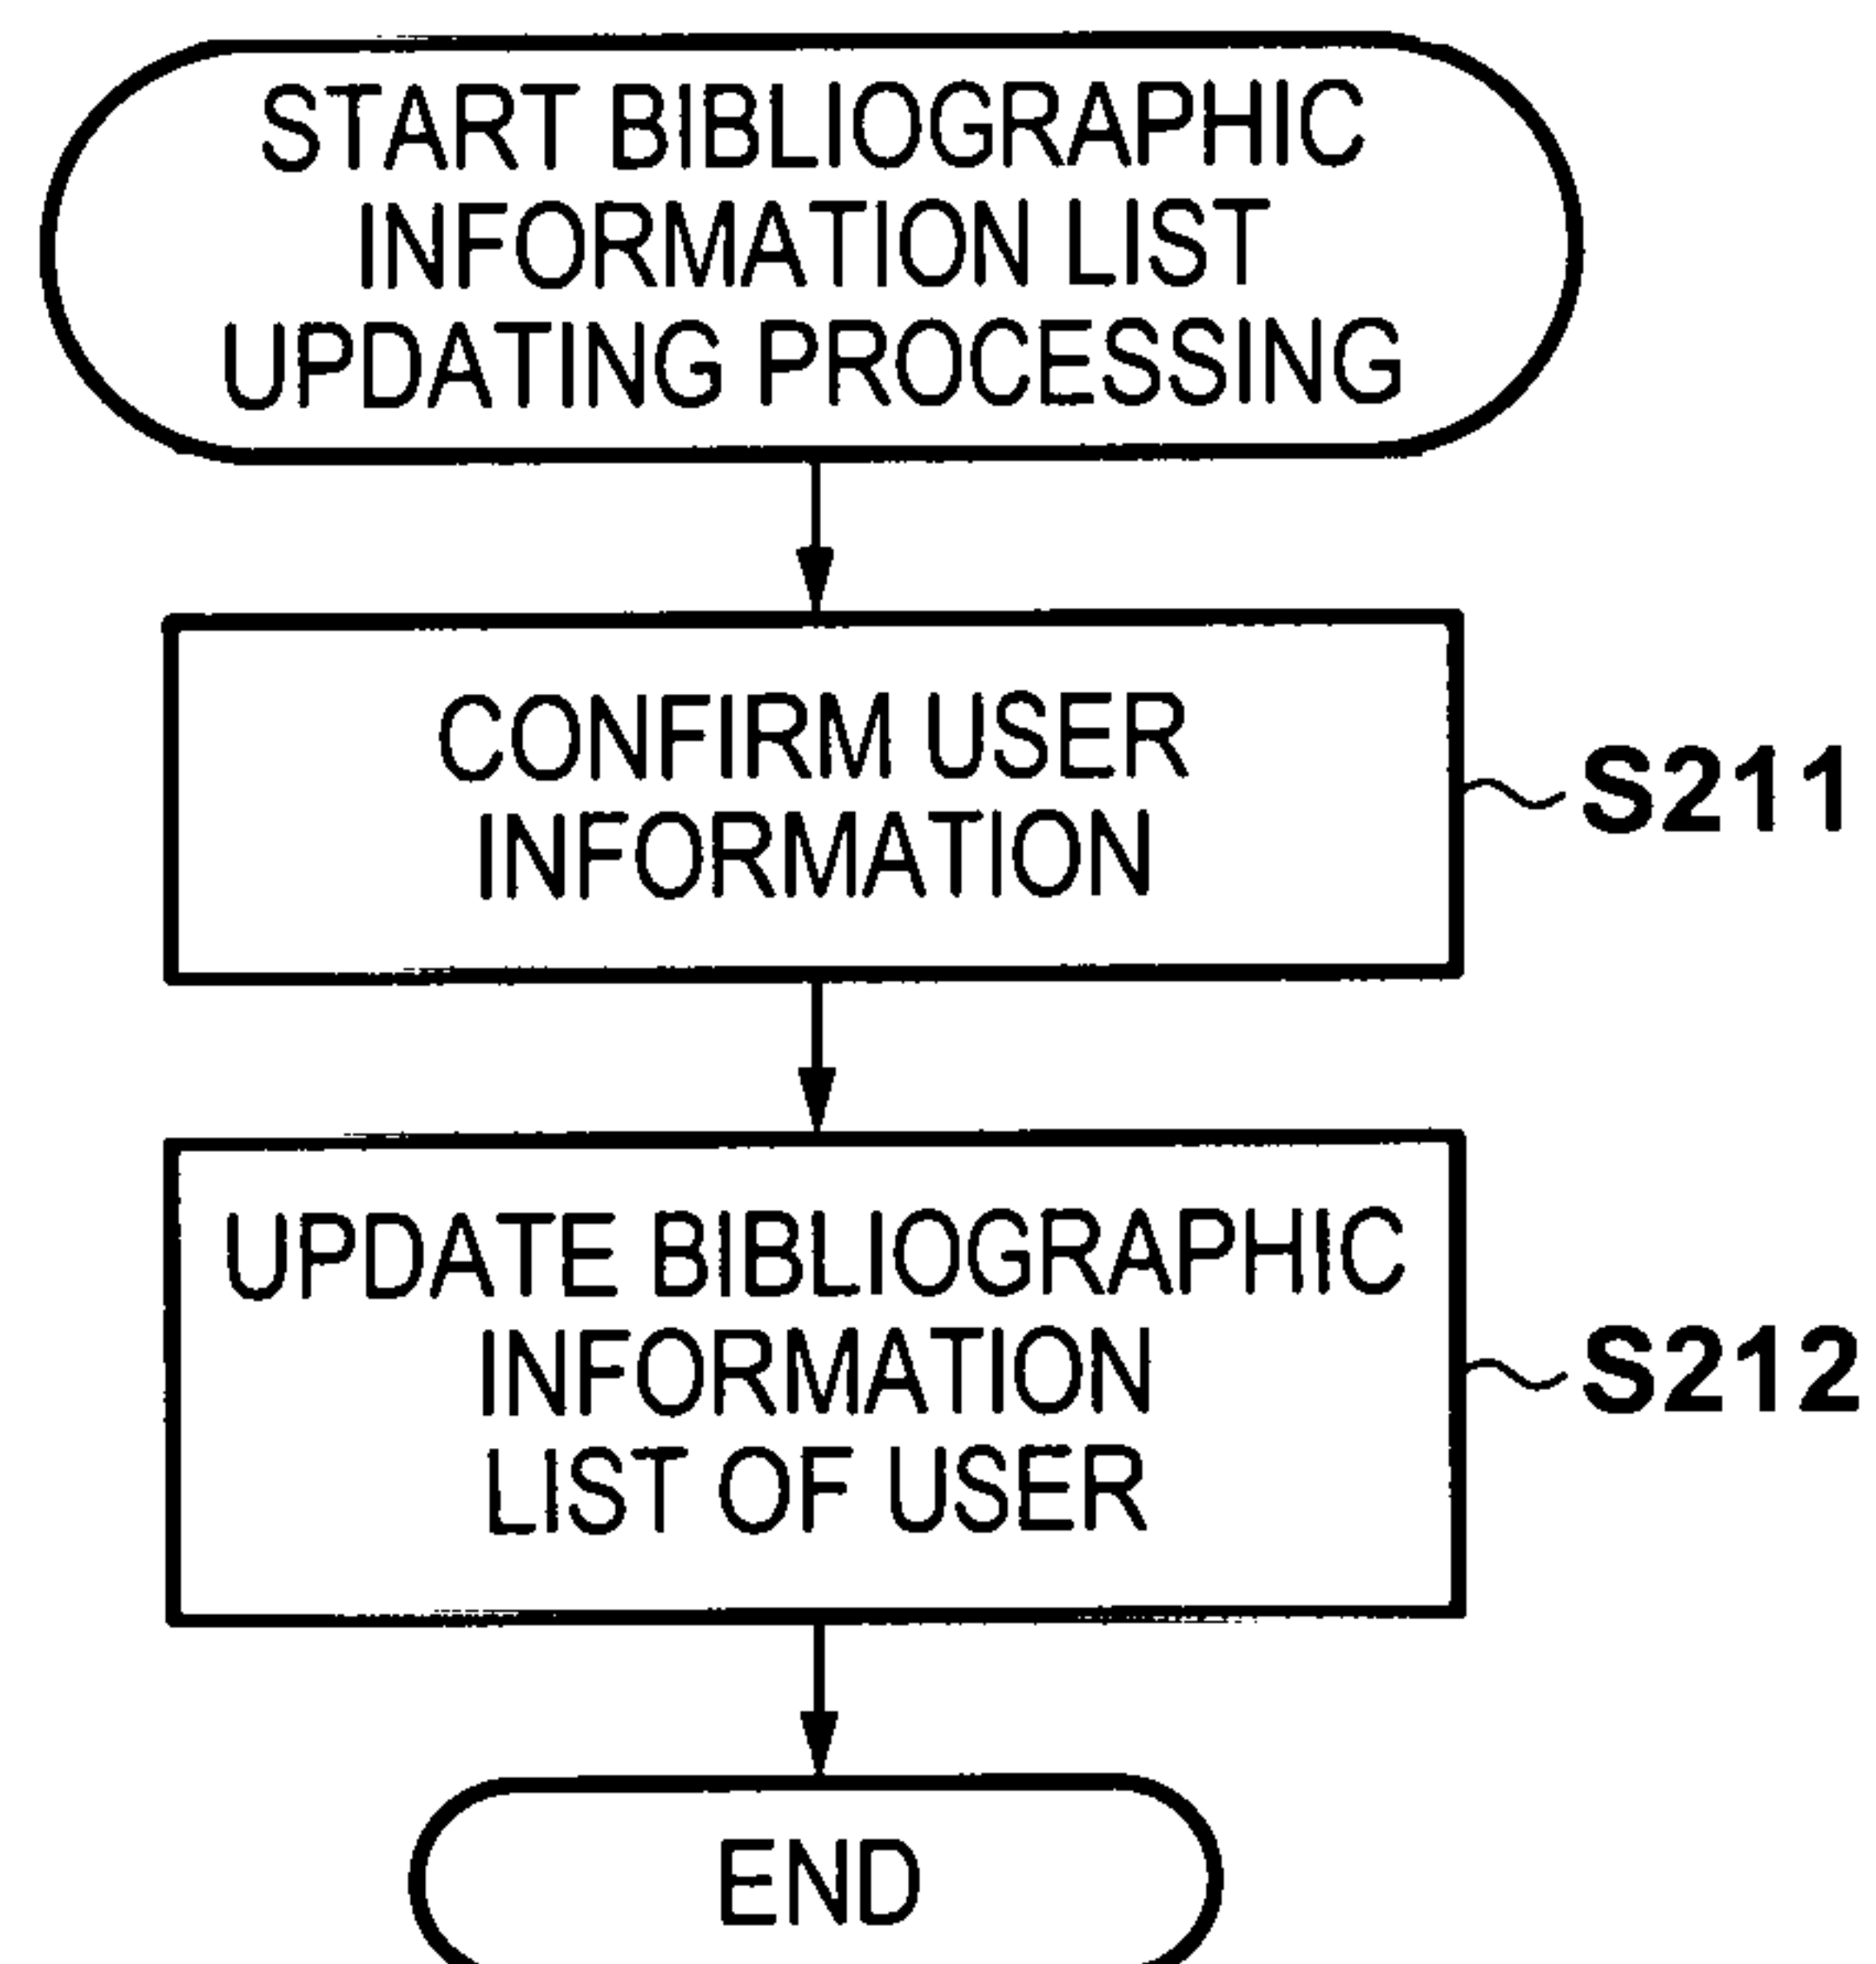 START BIBLIOGRAPHIC
INFORMATION LIST
UPDATING PROCESSING
CONFIRM USER
INFORMATION
S211
UPDATE BIBLIOGRAPHIC
INFORMATION
LIST OF USER
S212
END